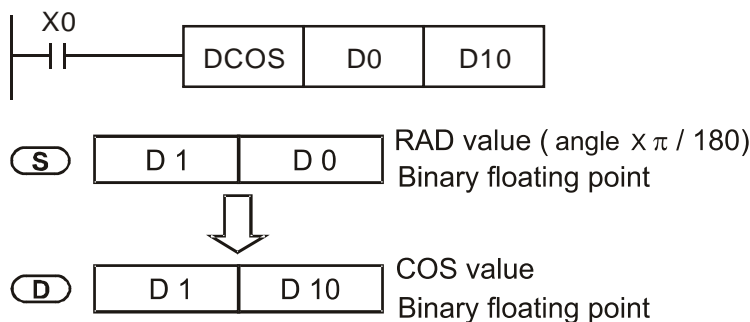 X0
DCOS D0 D10
S D 1 D 0 RAD value ( angle x π / 180)
Binary floating point
D D 1 D 10 COS value
Binary floating point